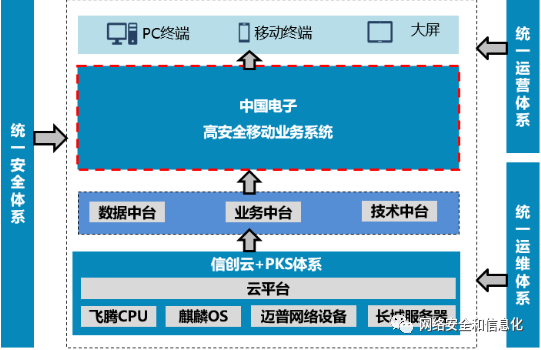 PC终端
移动终端
大屏
中国电子
高安全移动业务系统
数据中台
业务中台
技术中台
信创云+PKS体系
云平台
飞腾CPU
麒麟OS
迈普网络设备
长城服务器
统一安全体系
统一运营体系
统一运维体系
网络安全和信息化